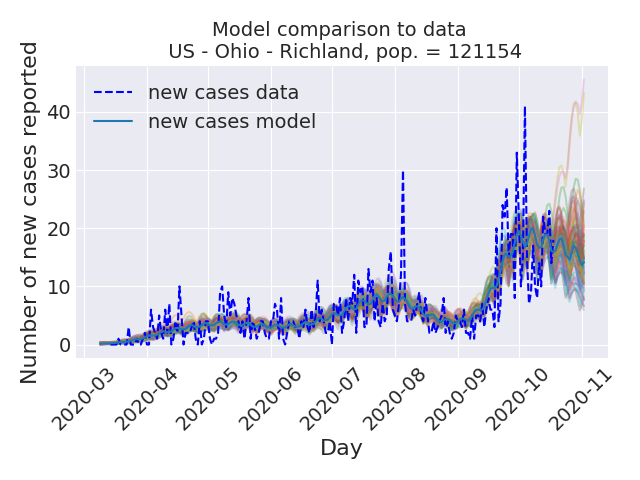 Model comparison to data
US - Ohio - Richland, pop. = 121154
Number of new cases reported
new cases data
new cases model
40
30
20
10
0
2020-03
2020-04
2020-05
2020-06
2020-07
2020-08
2020-09
2020-10
2020-11
Day